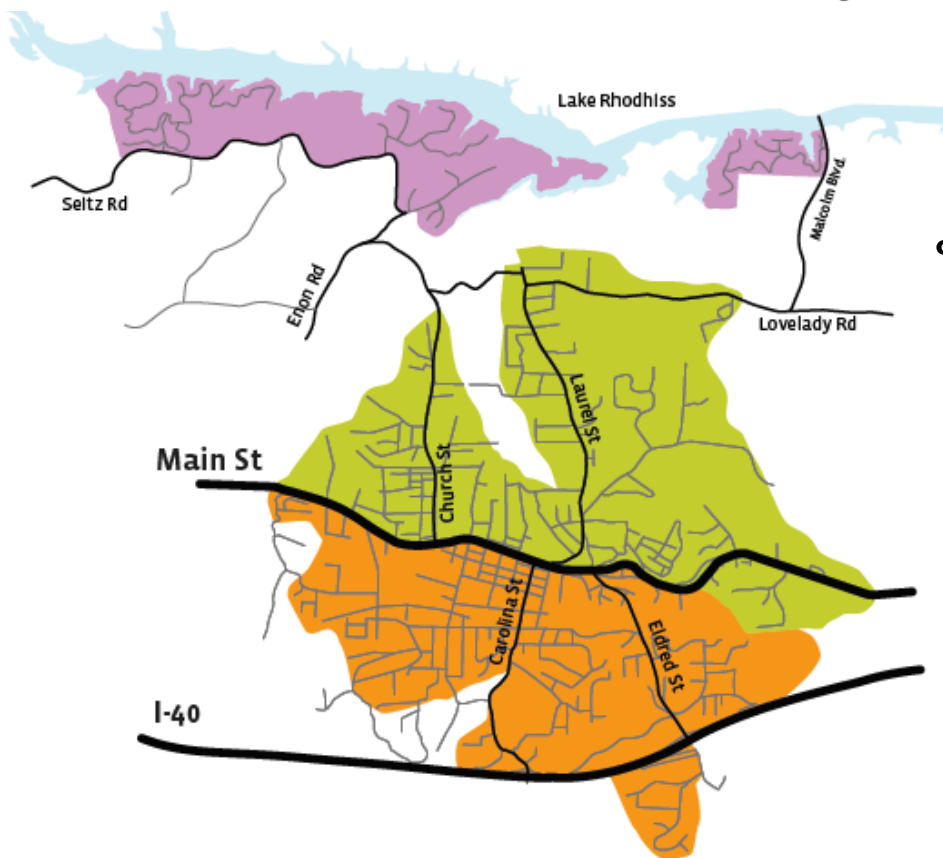 Lake Rhodhiss
Malcolm Blvd.
Seitz Rd
Enon Rd
Lovelady Rd
Laurel St
Main St
Church St
Carolina St
Eldred St
I-40